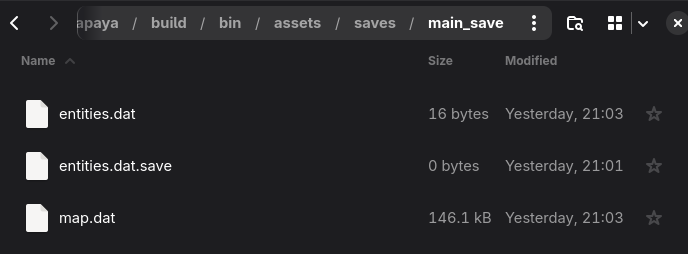 apaya / build / bin / assets / saves / main_save
Name Size Modified
entities.dat 16 bytes Yesterday, 21:03
entities.dat.save 0 bytes Yesterday, 21:01
map.dat 146.1 kB Yesterday, 21:03